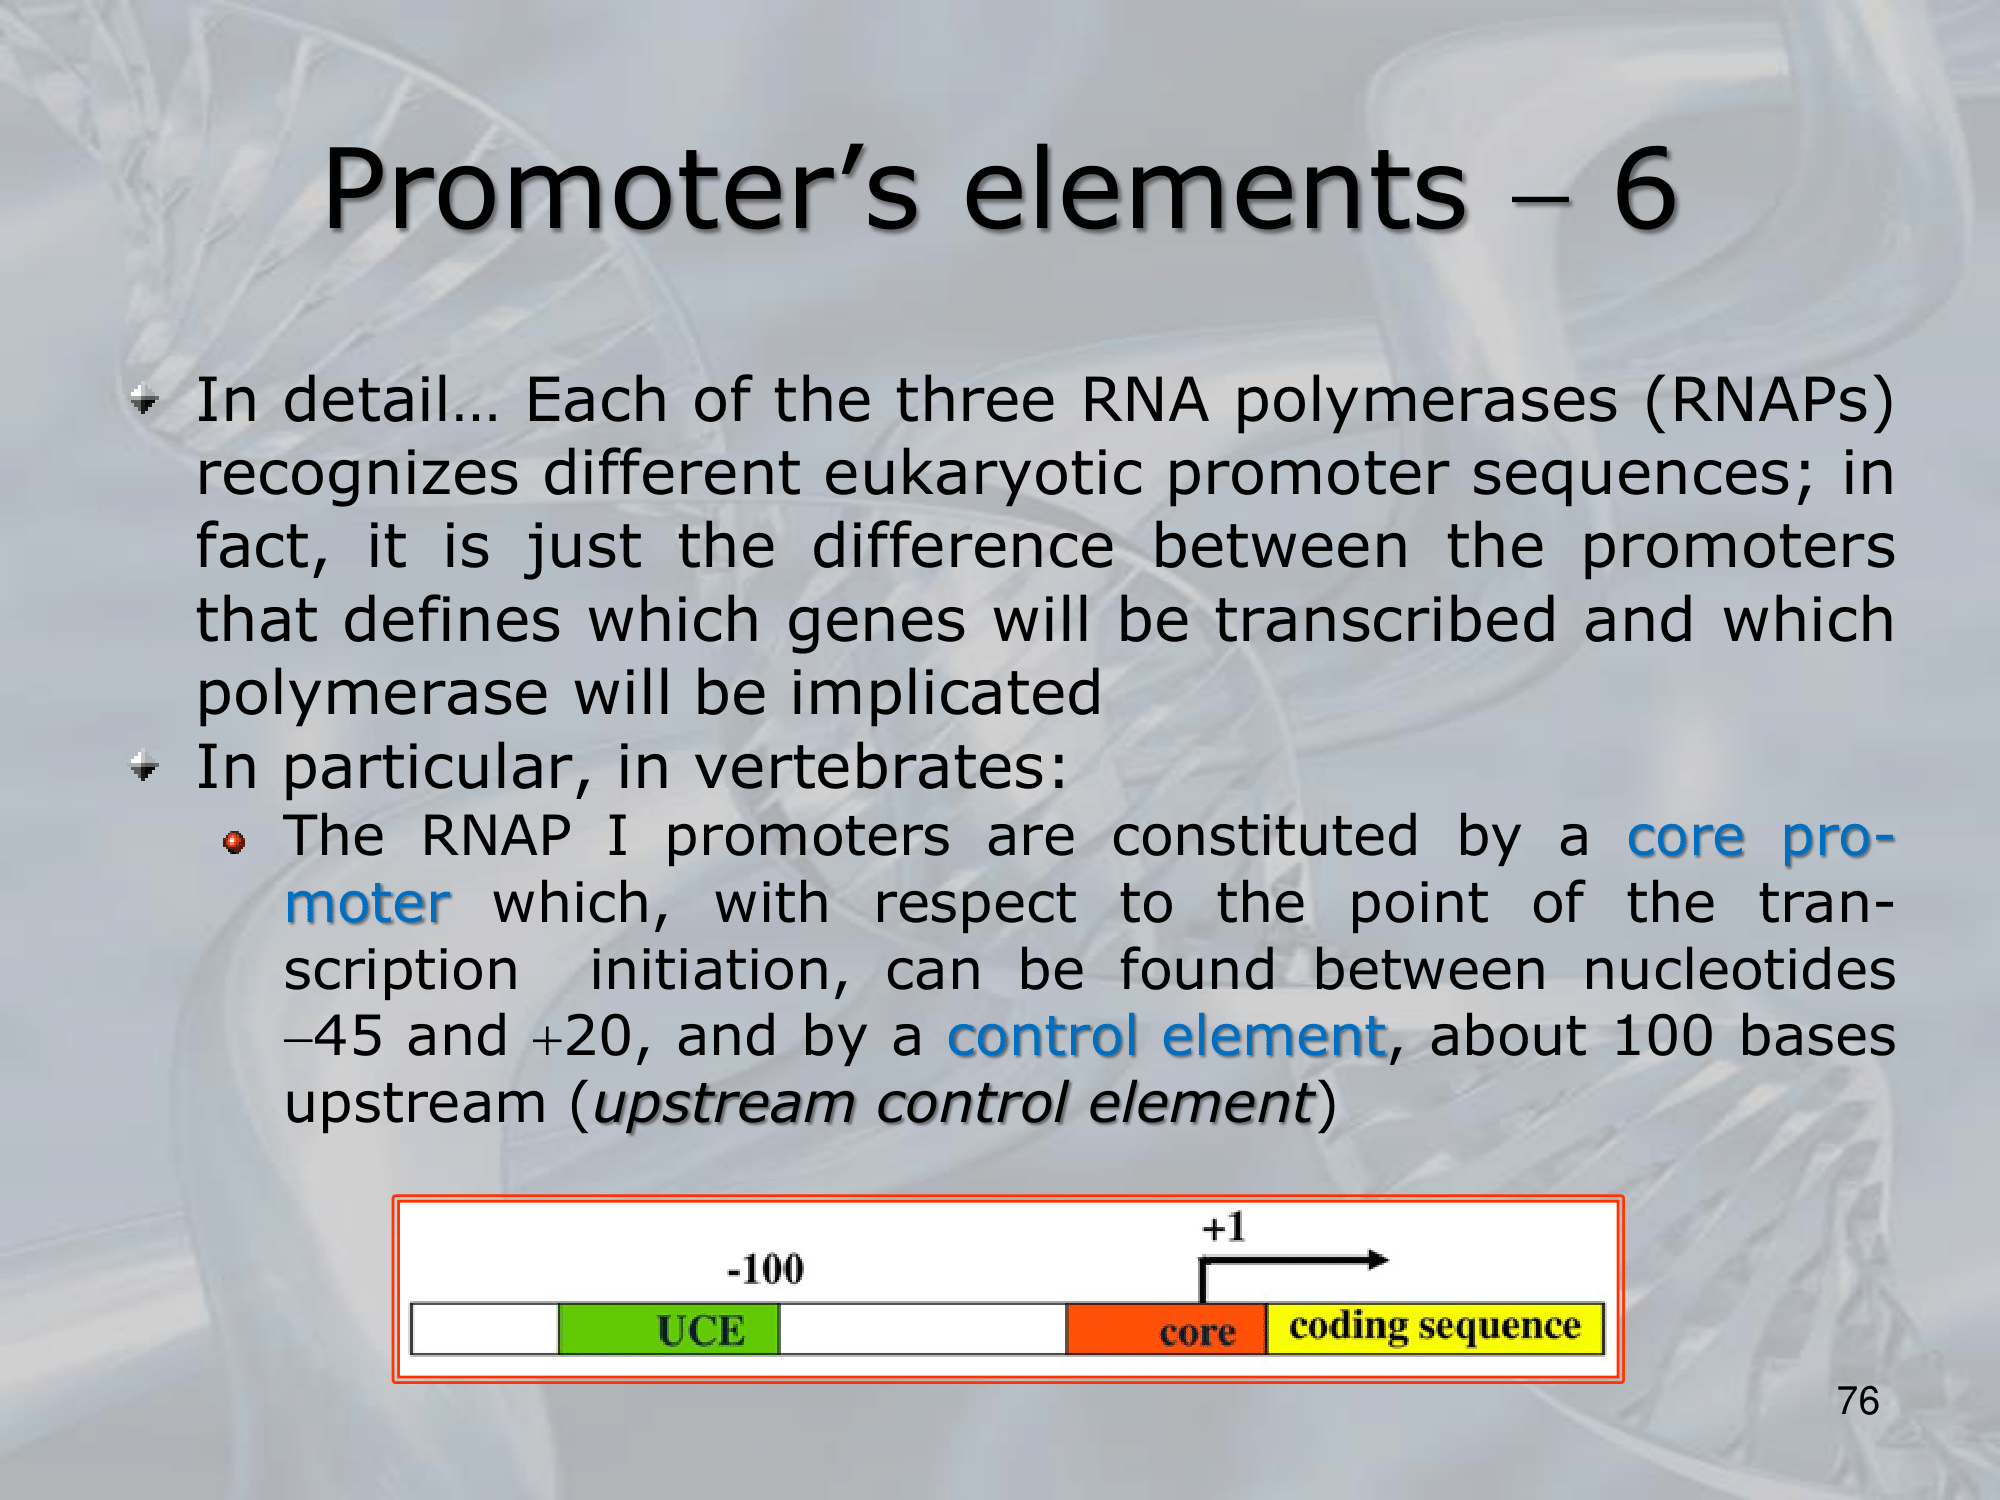 Promoter’s elements – 6
In detail… Each of the three RNA polymerases (RNAPs)
recognizes different eukaryotic promoter sequences; in
fact, it is just the difference between the promoters
that defines which genes will be transcribed and which
polymerase will be implicated
In particular, in vertebrates:
The RNAP I promoters are constituted by a core pro-
moter which, with respect to the point of the tran-
scription initiation, can be found between nucleotides
–45 and +20, and by a control element, about 100 bases
upstream (upstream control element)
+1
-100
UCE core coding sequence
76